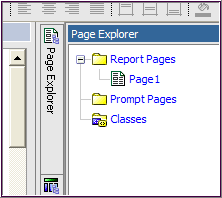 Page Explorer
Page Explorer
Report Pages
Page1
Prompt Pages
Classes